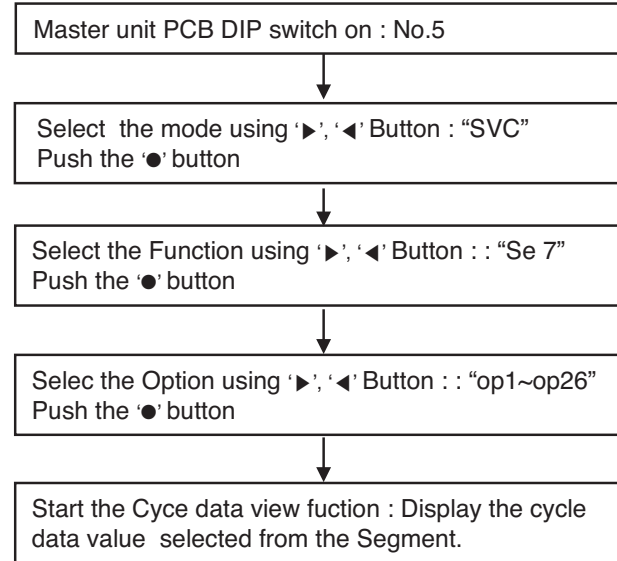 Master unit PCB DIP switch on : No.5
Select the mode using ‘▶’, ‘◀’ Button : “SVC”
Push the ‘●’ button
Select the Function using ‘▶’, ‘◀’ Button : : “Se 7”
Push the ‘●’ button
Selec the Option using ‘▶’, ‘◀’ Button : : “op1~op26”
Push the ‘●’ button
Start the Cyce data view fuction : Display the cycle
data value selected from the Segment.